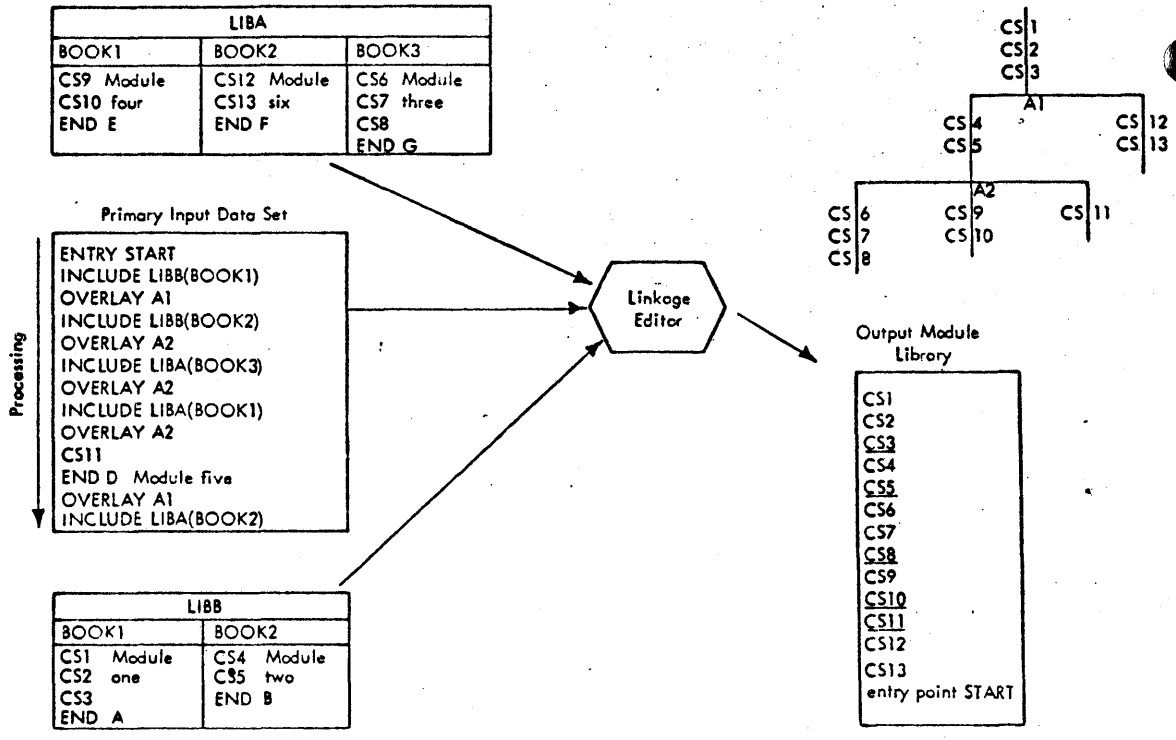 LIBA
BOOK1 BOOK2 BOOK3
CS9 Module CS12 Module CS6 Module
CS10 four CS13 six CS7 three
END E END F CS8
END G
CS 1
CS 2
CS 3
A1
CS 4 CS 12
CS 5 CS 13
A2
CS 6 CS 9 CS 11
CS 7 CS 10
CS 8
Primary Input Data Set
Processing
ENTRY START
INCLUDE LIBB(BOOK1)
OVERLAY A1
INCLUDE LIBB(BOOK2)
OVERLAY A2
INCLUDE LIBA(BOOK3)
OVERLAY A2
INCLUDE LIBA(BOOK1)
OVERLAY A2
CS11
END D Module five
OVERLAY A1
INCLUDE LIBA(BOOK2)
Linkage
Editor
Output Module
Library
CS1
CS2
CS3
CS4
CS5
CS6
CS7
CS8
CS9
CS10
CS11
CS12
CS13
entry point START
LIBB
BOOK1 BOOK2
CS1 Module CS4 Module
CS2 one CS5 two
CS3 END B
END A